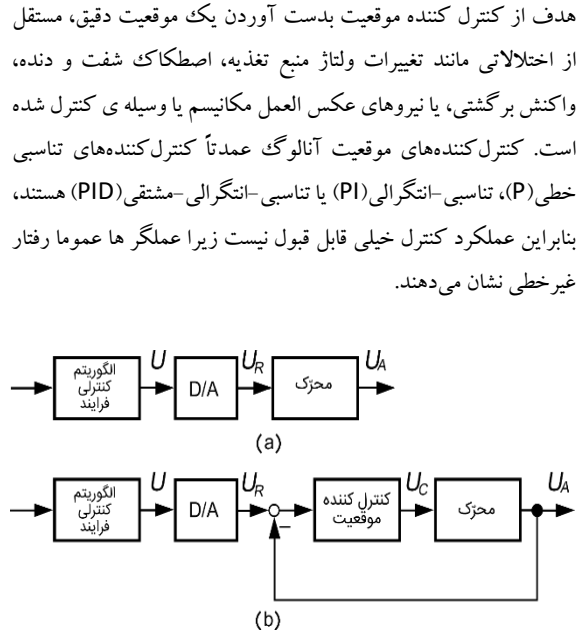 هدف از کنترل کننده موقعیت بدست آوردن یک موقعیت دقیق، مستقل
از اختلالاتی مانند تغییرات ولتاژ منبع تغذیه، اصطکاک شفت و دنده،
واکنش برگشتی، یا نیروهای عکس العمل مکانیسم یا وسیله ی کنترل شده
است. کنترل‌کننده‌های موقعیت آنالوگ عمدتاً کنترل‌کننده‌های تناسبی
خطی(P)، تناسبی-انتگرالی(PI) یا تناسبی-انتگرالی-مشتقی(PID) هستند،
بنابراین عملکرد کنترل خیلی قابل قبول نیست زیرا عملگر ها عموما رفتار
غیرخطی نشان می‌دهند.
الگوریتم
کنترلی
فرایند
U
D/A
U_R
محرّک
U_A
(a)
الگوریتم
کنترلی
فرایند
U
D/A
U_R
−
کنترل کننده
موقعیت
U_C
محرّک
U_A
(b)